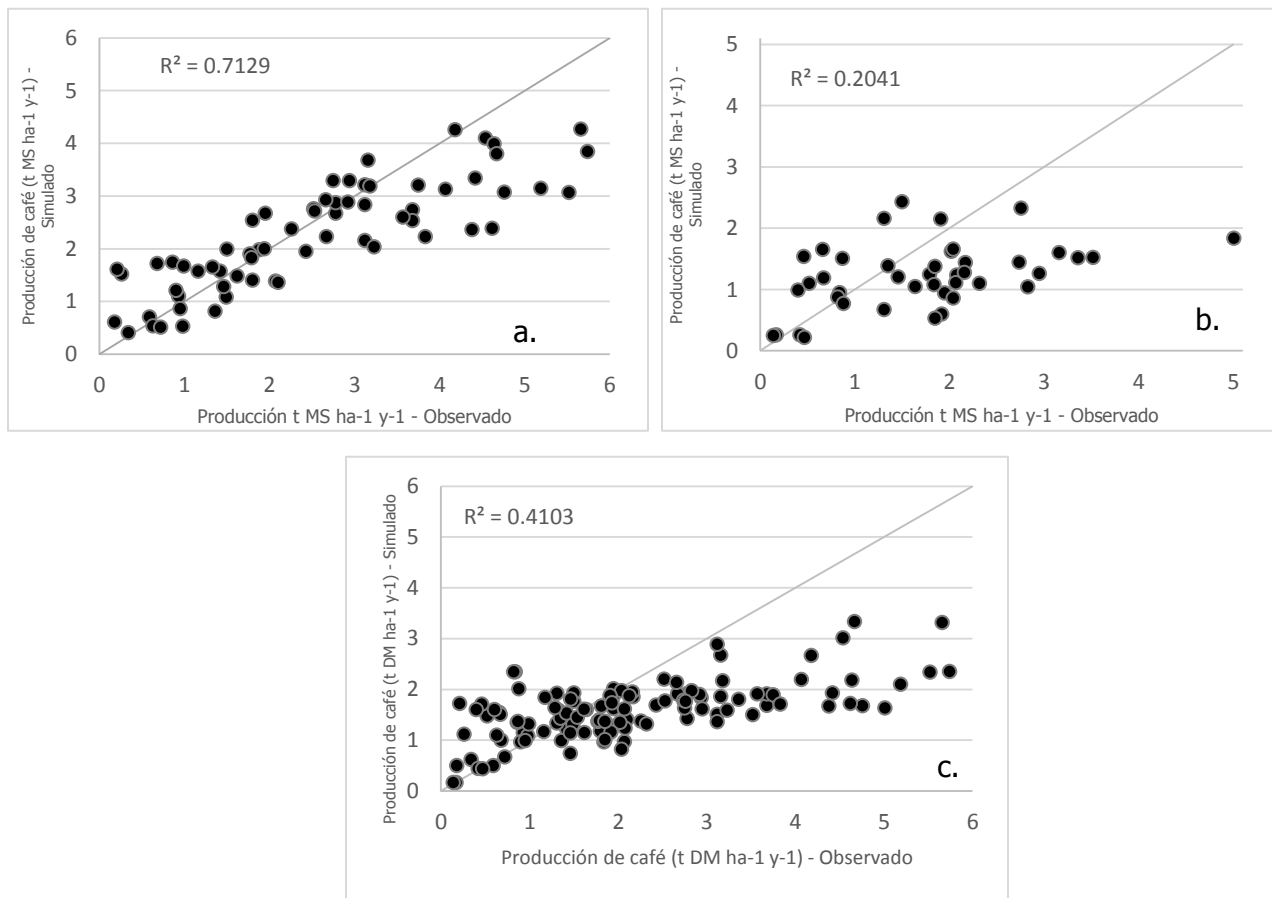 R² = 0.7129
6
5
4
3
2
1
0
Producción de café (t MS ha-1 y-1) -
Simulado
a.
0 1 2 3 4 5 6
Producción t MS ha-1 y-1 - Observado
R² = 0.2041
5
4
3
2
1
0
Producción de café (t MS ha-1 y-1) -
Simulado
b.
0 1 2 3 4 5
Producción t MS ha-1 y-1 - Observado
R² = 0.4103
6
5
4
3
2
1
0
Producción de café (t DM ha-1 y-1) - Simulado
c.
0 1 2 3 4 5 6
Producción de café (t DM ha-1 y-1) - Observado